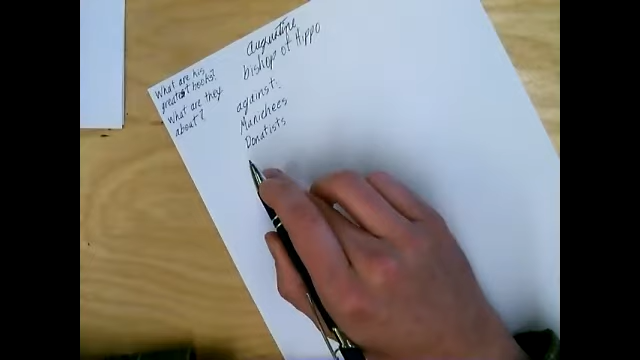 Augustine
bishop of Hippo
What are his
greatest books?
What are they
about?
against:
Manichees
Donatists